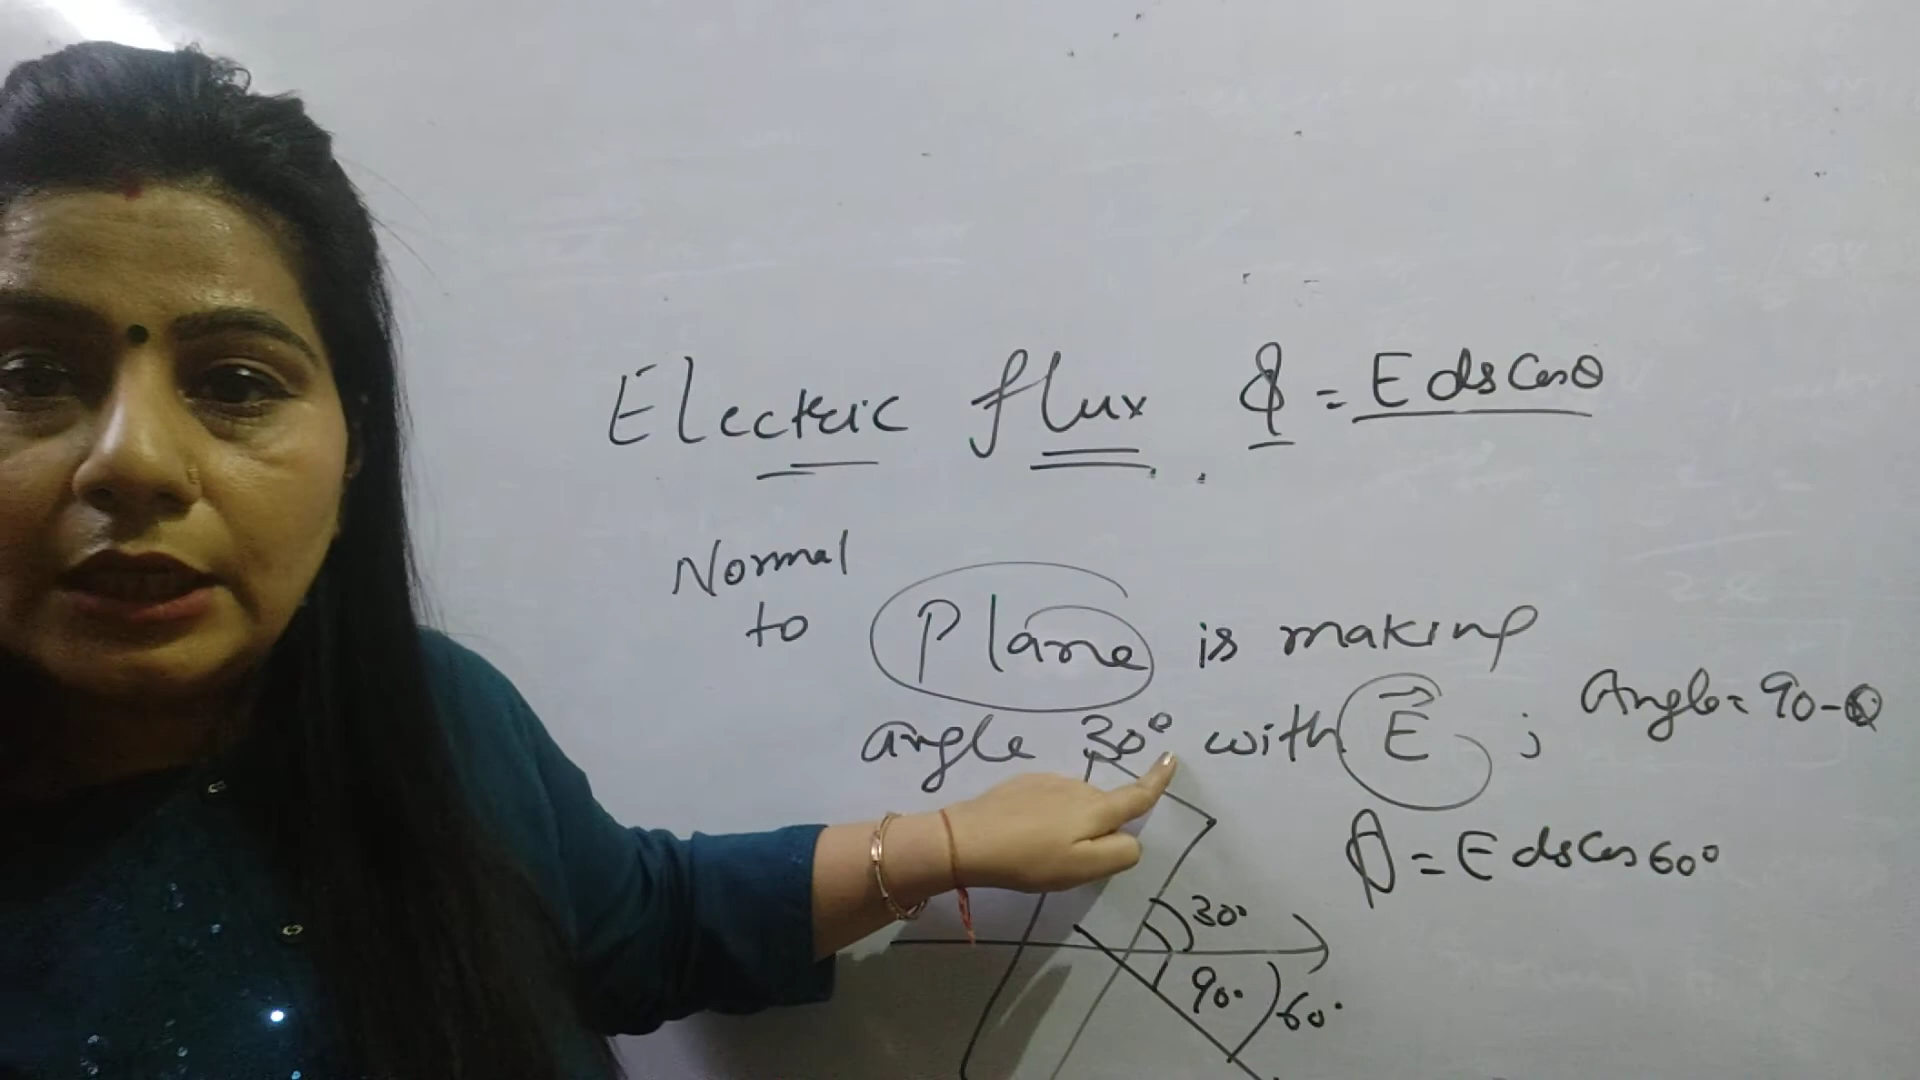 Electric flux φ = E ds Cosθ
Normal
to Plane is making
angle 30° with E⃗ ; Angle = 90-θ
φ = E ds Cos 60°
30°
90° 60°